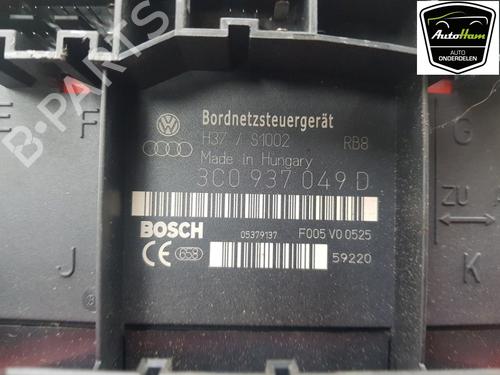 AutoHam
AUTO
ONDERDELEN
B-PARTS
Bordnetzsteuergerät
H37 / S1002 RB8
Made in Hungary
3C0 937 049 D
E F G
BOSCH 05379137 F005 V0 0525
ZU A
CE 658 59220
J K